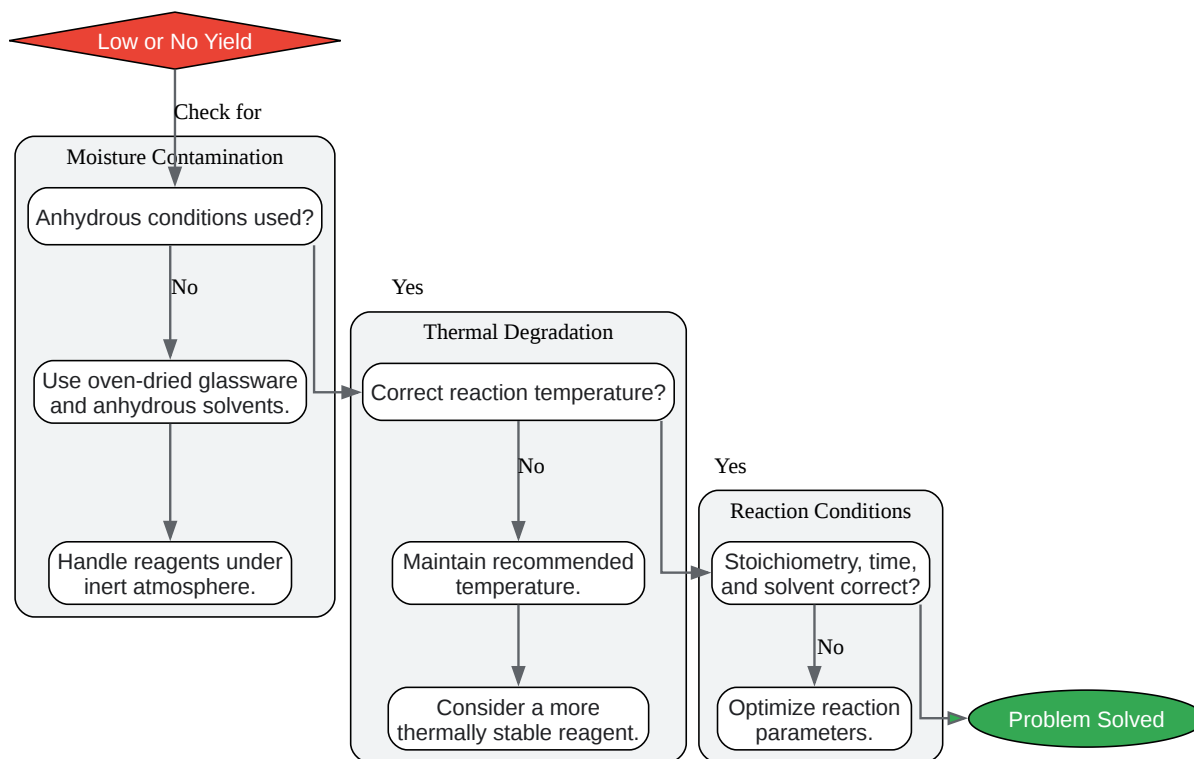 Low or No Yield
Check for
Moisture Contamination
Anhydrous conditions used?
No
Use oven-dried glassware
and anhydrous solvents.
Handle reagents under
inert atmosphere.
Yes
Thermal Degradation
Correct reaction temperature?
No
Maintain recommended
temperature.
Consider a more
thermally stable reagent.
Yes
Reaction Conditions
Stoichiometry, time,
and solvent correct?
No
Optimize reaction
parameters.
Problem Solved